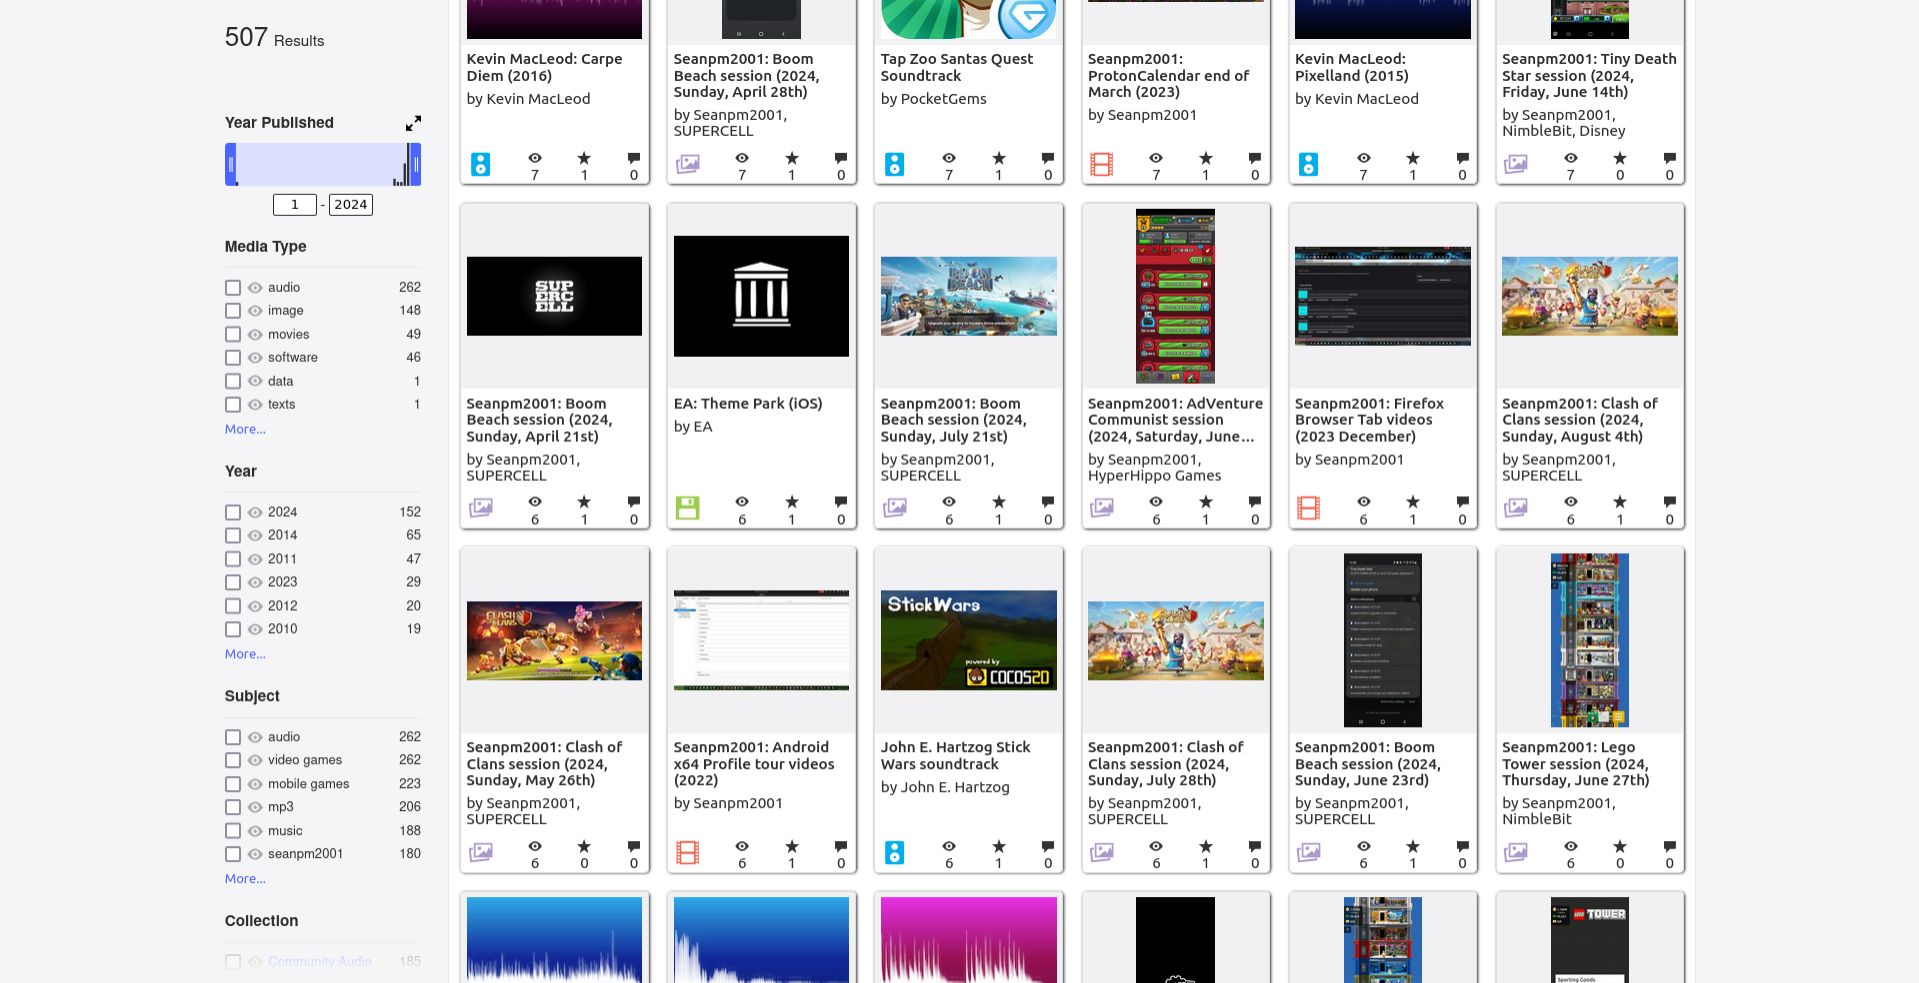 507 Results
Year Published
1 - 2024
Media Type
audio 262
image 148
movies 49
software 46
data 1
texts 1
More...
Year
2024 152
2014 65
2011 47
2023 29
2012 20
2010 19
More...
Subject
audio 262
video games 262
mobile games 223
mp3 206
music 188
seanpm2001 180
More...
Collection
Community Audio 185
Kevin MacLeod: Carpe
Diem (2016)
by Kevin MacLeod
7 1 0
Seanpm2001: Boom
Beach session (2024,
Sunday, April 28th)
by Seanpm2001,
SUPERCELL
7 1 0
Tap Zoo Santas Quest
Soundtrack
by PocketGems
7 1 0
Seanpm2001:
ProtonCalendar end of
March (2023)
by Seanpm2001
7 1 0
Kevin MacLeod:
Pixelland (2015)
by Kevin MacLeod
7 1 0
Seanpm2001: Tiny Death
Star session (2024,
Friday, June 14th)
by Seanpm2001,
NimbleBit, Disney
7 0 0
SUP
ERC
ELL
Seanpm2001: Boom
Beach session (2024,
Sunday, April 21st)
by Seanpm2001,
SUPERCELL
6 1 0
EA: Theme Park (iOS)
by EA
6 1 0
BOOM
BEACH
Seanpm2001: Boom
Beach session (2024,
Sunday, July 21st)
by Seanpm2001,
SUPERCELL
6 1 0
Seanpm2001: AdVenture
Communist session
(2024, Saturday, June...
by Seanpm2001,
HyperHippo Games
6 1 0
Seanpm2001: Firefox
Browser Tab videos
(2023 December)
by Seanpm2001
6 1 0
Seanpm2001: Clash of
Clans session (2024,
Sunday, August 4th)
by Seanpm2001,
SUPERCELL
6 1 0
CLASH
CLANS
Seanpm2001: Clash of
Clans session (2024,
Sunday, May 26th)
by Seanpm2001,
SUPERCELL
6 0 0
Seanpm2001: Android
x64 Profile tour videos
(2022)
by Seanpm2001
6 1 0
StickWars
powered by
COCOS2D
John E. Hartzog Stick
Wars soundtrack
by John E. Hartzog
6 1 0
Seanpm2001: Clash of
Clans session (2024,
Sunday, July 28th)
by Seanpm2001,
SUPERCELL
6 1 0
Seanpm2001: Boom
Beach session (2024,
Sunday, June 23rd)
by Seanpm2001,
SUPERCELL
6 1 0
Seanpm2001: Lego
Tower session (2024,
Thursday, June 27th)
by Seanpm2001,
NimbleBit
6 0 0
LEGO TOWER
Sporting Goods